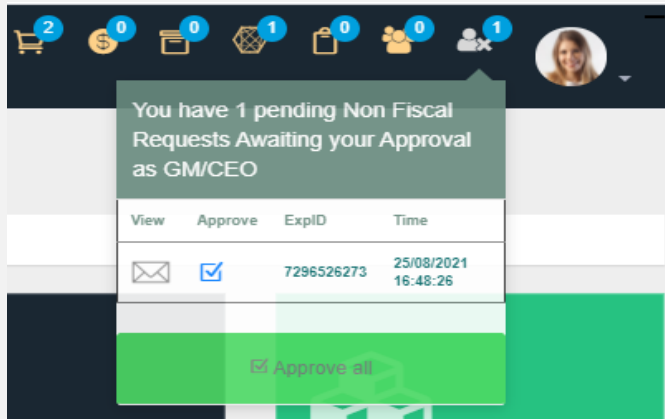 2 0 0 1 0 0 1
You have 1 pending Non Fiscal
Requests Awaiting your Approval
as GM/CEO
View Approve ExpID Time
7296526273 25/08/2021
16:48:26
Approve all